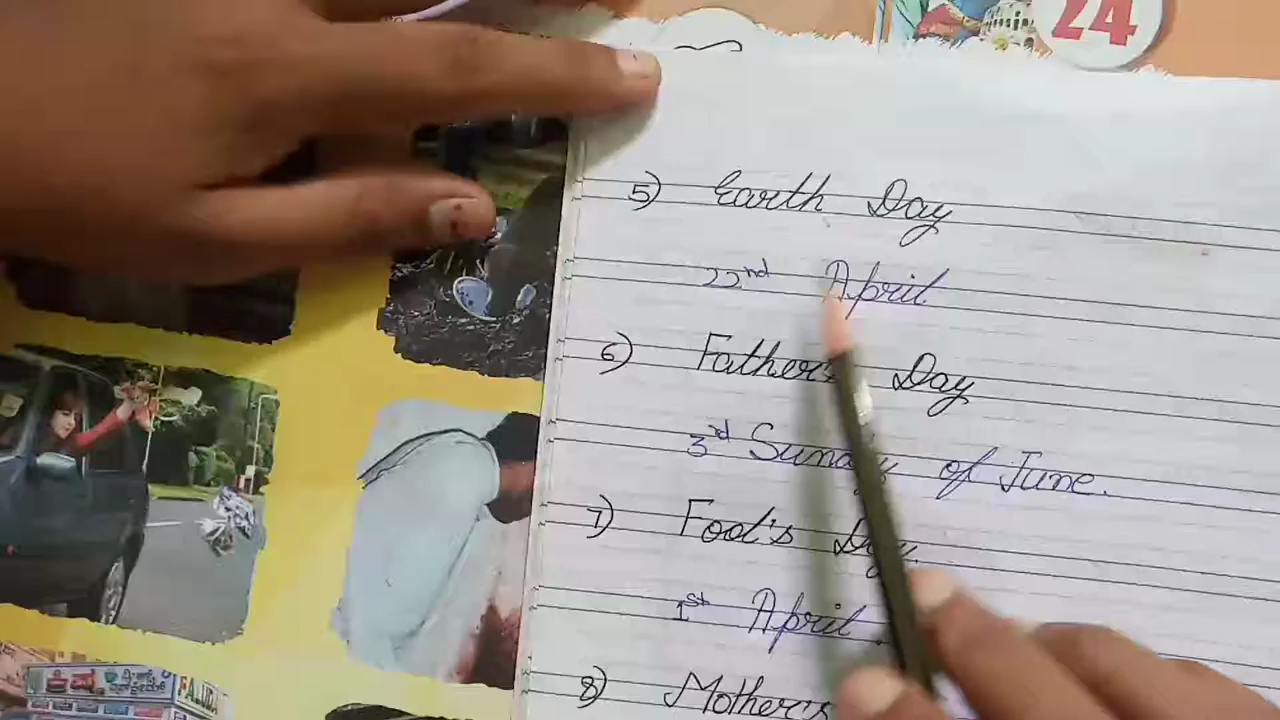 24
5) Earth Day
22nd April
6) Father's Day
3rd Sunday of June.
7) Fool's Day
1st April
8) Mother's